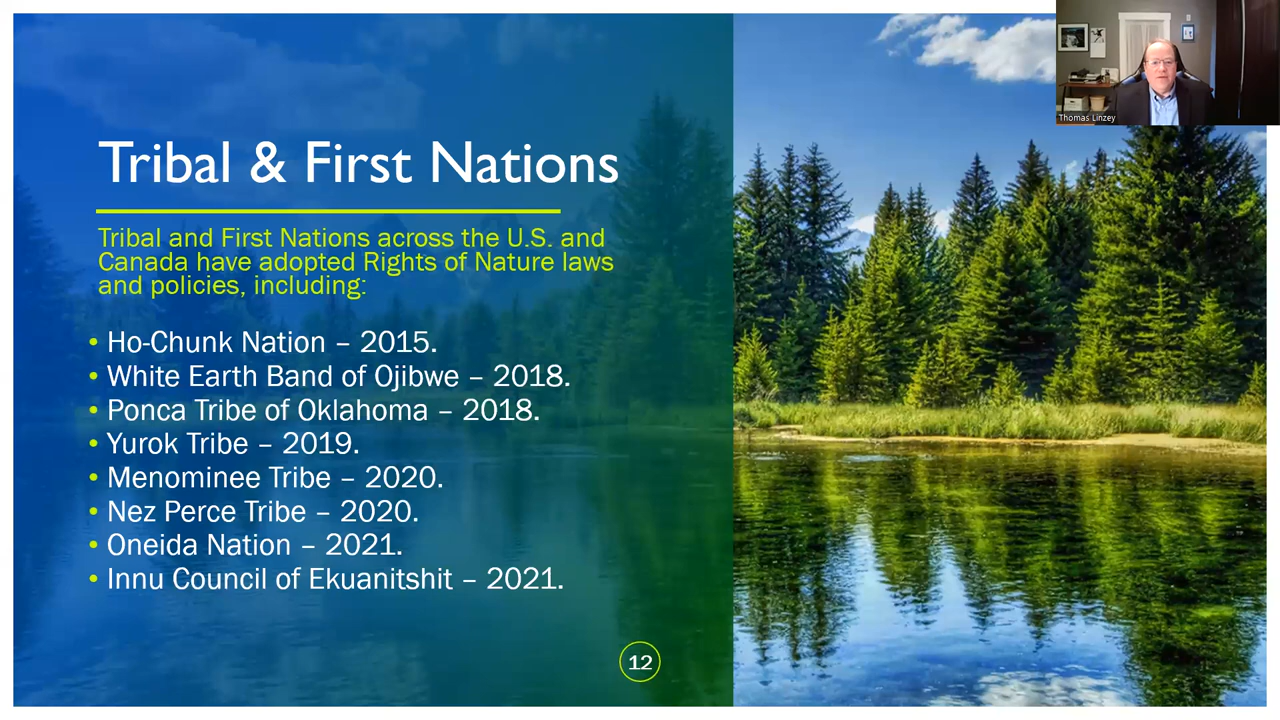 Thomas Linzey
Tribal & First Nations
Tribal and First Nations across the U.S. and
Canada have adopted Rights of Nature laws
and policies, including:
• Ho-Chunk Nation – 2015.
• White Earth Band of Ojibwe – 2018.
• Ponca Tribe of Oklahoma – 2018.
• Yurok Tribe – 2019.
• Menominee Tribe – 2020.
• Nez Perce Tribe – 2020.
• Oneida Nation – 2021.
• Innu Council of Ekuanitshit – 2021.
12